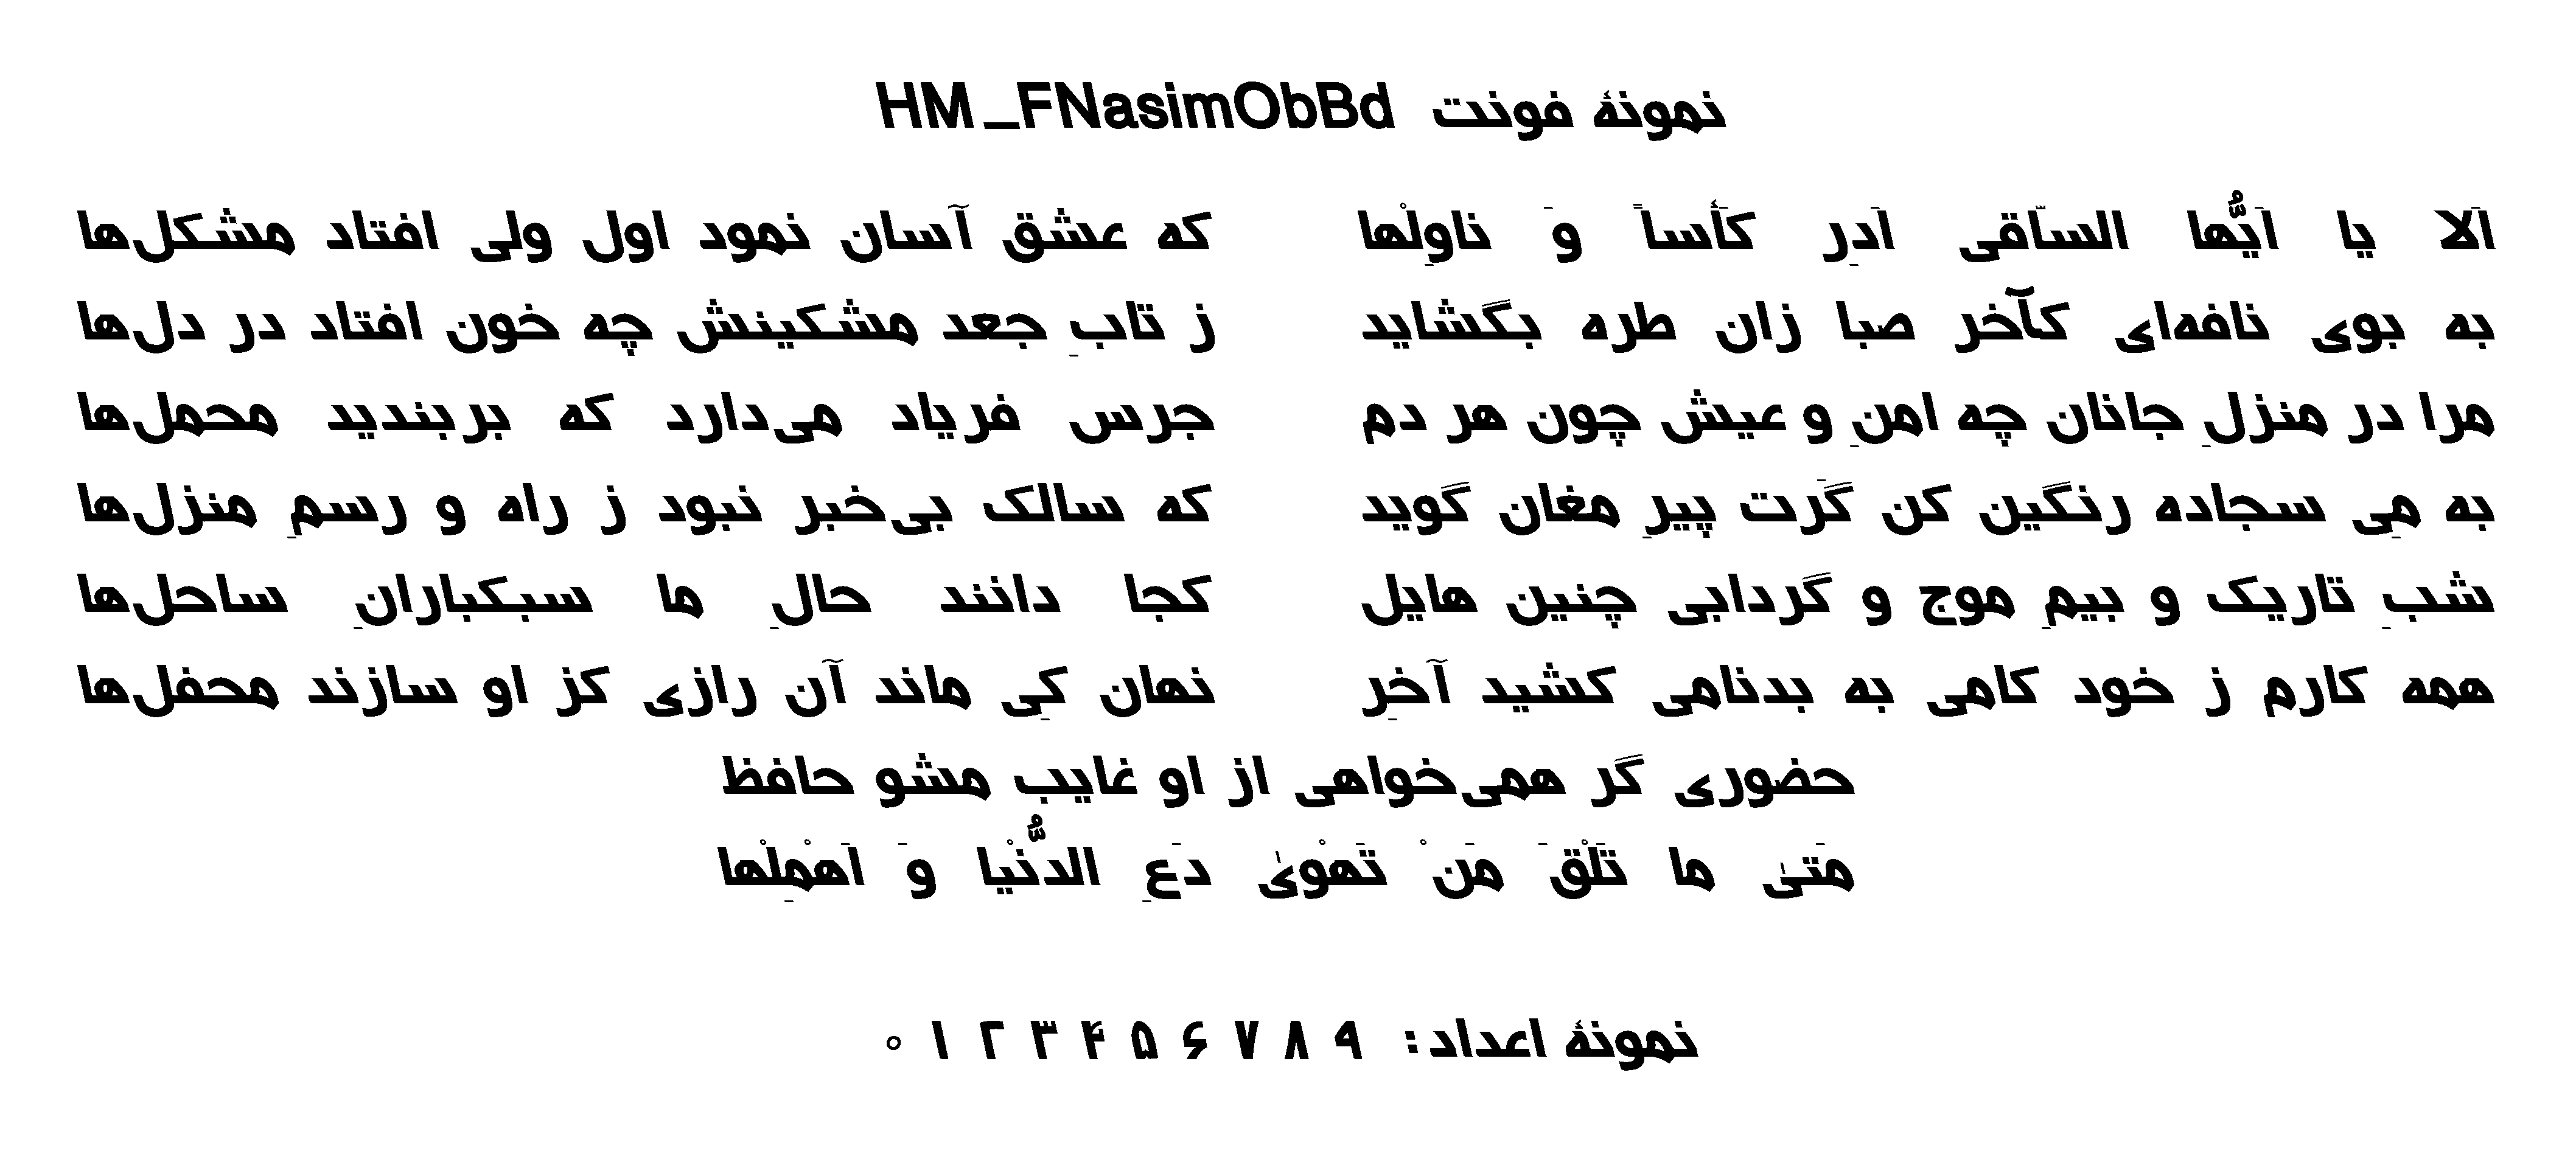 نمونهٔ فونت HM_FNasimObBd
اَلا یا اَیُّها السّاقی اَدِر کَأساً وَ ناوِلْها که عشق آسان نمود اول ولی افتاد مشکل‌ها
به بوی نافه‌ای کآخر صبا زان طره بگشاید ز تابِ جعد مشکینش چه خون افتاد در دل‌ها
مرا در منزلِ جانان چه امنِ و عیش چون هر دم جرس فریاد می‌دارد که بربندید محمل‌ها
به مِی سجاده رنگین کن گَرت پیرِ مغان گوید که سالک بی‌خبر نبود ز راه و رسمِ منزل‌ها
شبِ تاریک و بیمِ موج و گردابی چنین هایل کجا دانند حالِ ما سبکبارانِ ساحل‌ها
همه کارم ز خود کامی به بدنامی کشید آخِر نهان کِی ماند آن رازی کز او سازند محفل‌ها
حضوری گر همی‌خواهی از او غایب مشو حافظ
مَتیٰ ما تَلْقَ مَنْ تَهْویٰ دَعِ الدُّنْیا وَ اَهْمِلْها
نمونهٔ اعداد: ۹ ۸ ۷ ۶ ۵ ۴ ۳ ۲ ۱ ۰